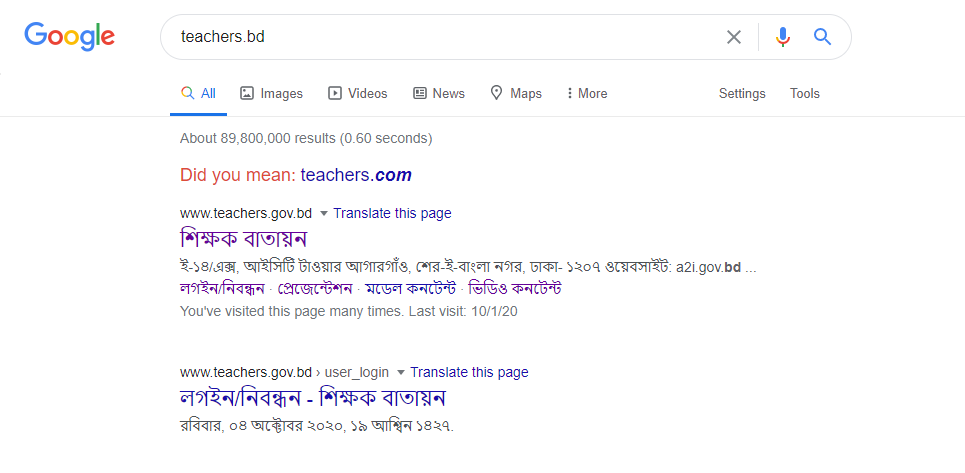 Google
teachers.bd
All Images Videos News Maps More Settings Tools
About 89,800,000 results (0.60 seconds)
Did you mean: teachers.com
www.teachers.gov.bd Translate this page
শিক্ষক বাতায়ন
ই-১৪/এক্স, আইসিটি টাওয়ার আগারগাঁও, শের-ই-বাংলা নগর, ঢাকা- ১২০৭ ওয়েবসাইট: a2i.gov.bd ...
লগইন/নিবন্ধন · প্রেজেন্টেশন · মডেল কনটেন্ট · ভিডিও কনটেন্ট
You've visited this page many times. Last visit: 10/1/20
www.teachers.gov.bd › user_login Translate this page
লগইন/নিবন্ধন - শিক্ষক বাতায়ন
রবিবার, ০৪ অক্টোবর ২০২০, ১৯ আশ্বিন ১৪২৭.